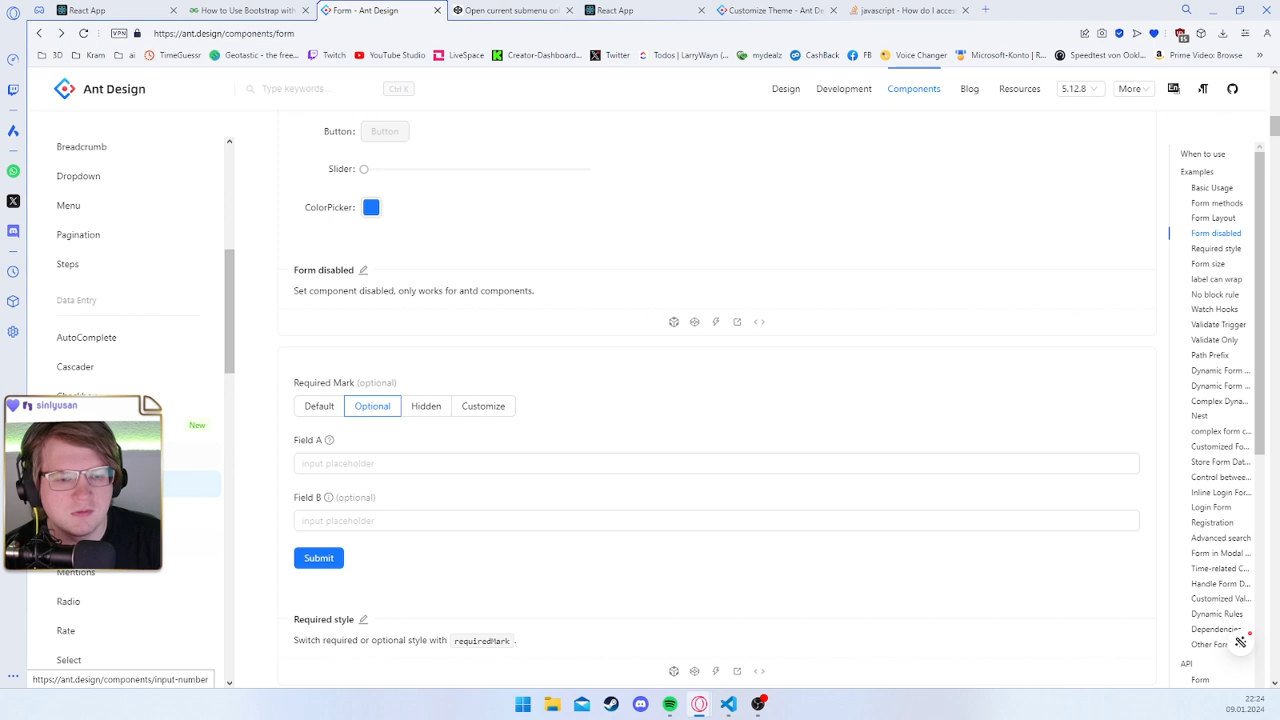 React App
How to Use Bootstrap with
Form - Ant Design
Open current submenu onl
React App
Customize Theme - Ant De
javascript - How do I acces
VPN
https://ant.design/components/form
3D
Kram
ai
TimeGuessr
Geotastic - the free...
Twitch
YouTube Studio
LiveSpace
Creator-Dashboard...
Twitter
Todos | LarryWayn (...
mydealz
CashBack
FB
Voice Changer
Microsoft-Konto | R...
Speedtest von Ookl...
Amazon.de: Prime Video: Browse
Ant Design
Type keywords...
Ctrl K
Design
Development
Components
Blog
Resources
5.12.8
More
Breadcrumb
Dropdown
Menu
Pagination
Steps
Data Entry
AutoComplete
Cascader
New
sinlyusan
Mentions
Radio
Rate
Select
https://ant.design/components/input-number
Button:
Button
Slider:
ColorPicker:
Form disabled
Set component disabled, only works for antd components.
Required Mark (optional)
Default
Optional
Hidden
Customize
Field A
input placeholder
Field B (optional)
input placeholder
Submit
Required style
Switch required or optional style with requiredMark.
When to use
Examples
Basic Usage
Form methods
Form Layout
Form disabled
Required style
Form size
label can wrap
No block rule
Watch Hooks
Validate Trigger
Validate Only
Path Prefix
Dynamic Form ...
Dynamic Form ...
Complex Dyna...
Nest
complex form c...
Customized Fo...
Store Form Dat...
Control betwee...
Inline Login For...
Login Form
Registration
Advanced search
Form in Modal ...
Time-related C...
Handle Form D...
Customized Val...
Dynamic Rules
Dependencies
Other For
API
Form
22:24
09.01.2024